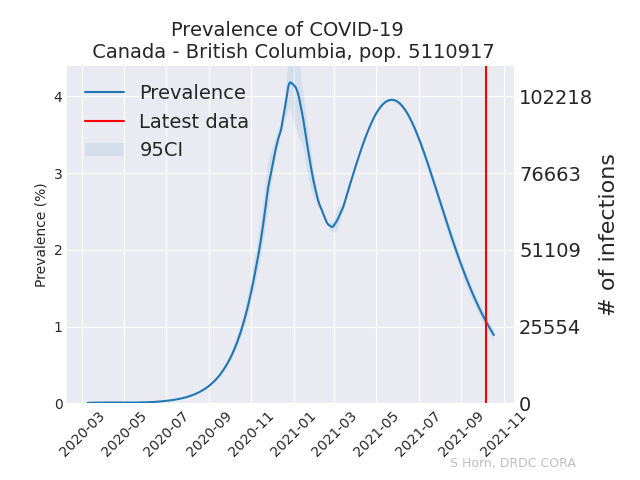 Prevalence of COVID-19
Canada - British Columbia, pop. 5110917
Prevalence
Latest data
95CI
Prevalence (%)
4
3
2
1
0
102218
76663
51109
25554
0
# of infections
2020-03
2020-05
2020-07
2020-09
2020-11
2021-01
2021-03
2021-05
2021-07
2021-09
2021-11
S Horn, DRDC CORA